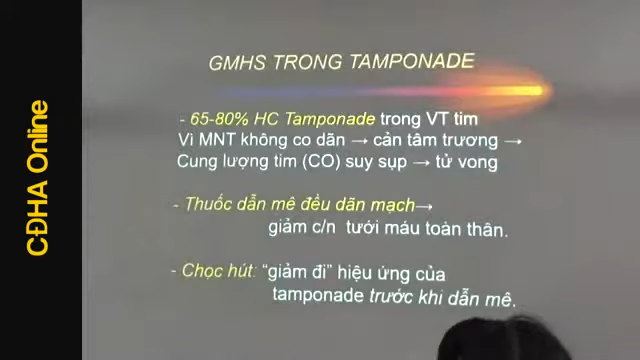 CĐHA Online
GMHS TRONG TAMPONADE
- 65-80% HC Tamponade trong VT tim
Vì MNT không co dãn → cản tâm trương →
Cung lượng tim (CO) suy sụp → tử vong
- Thuốc dẫn mê đều dãn mạch→
giảm c/n tưới máu toàn thân.
- Chọc hút: “giảm đi” hiệu ứng của
tamponade trước khi dẫn mê.